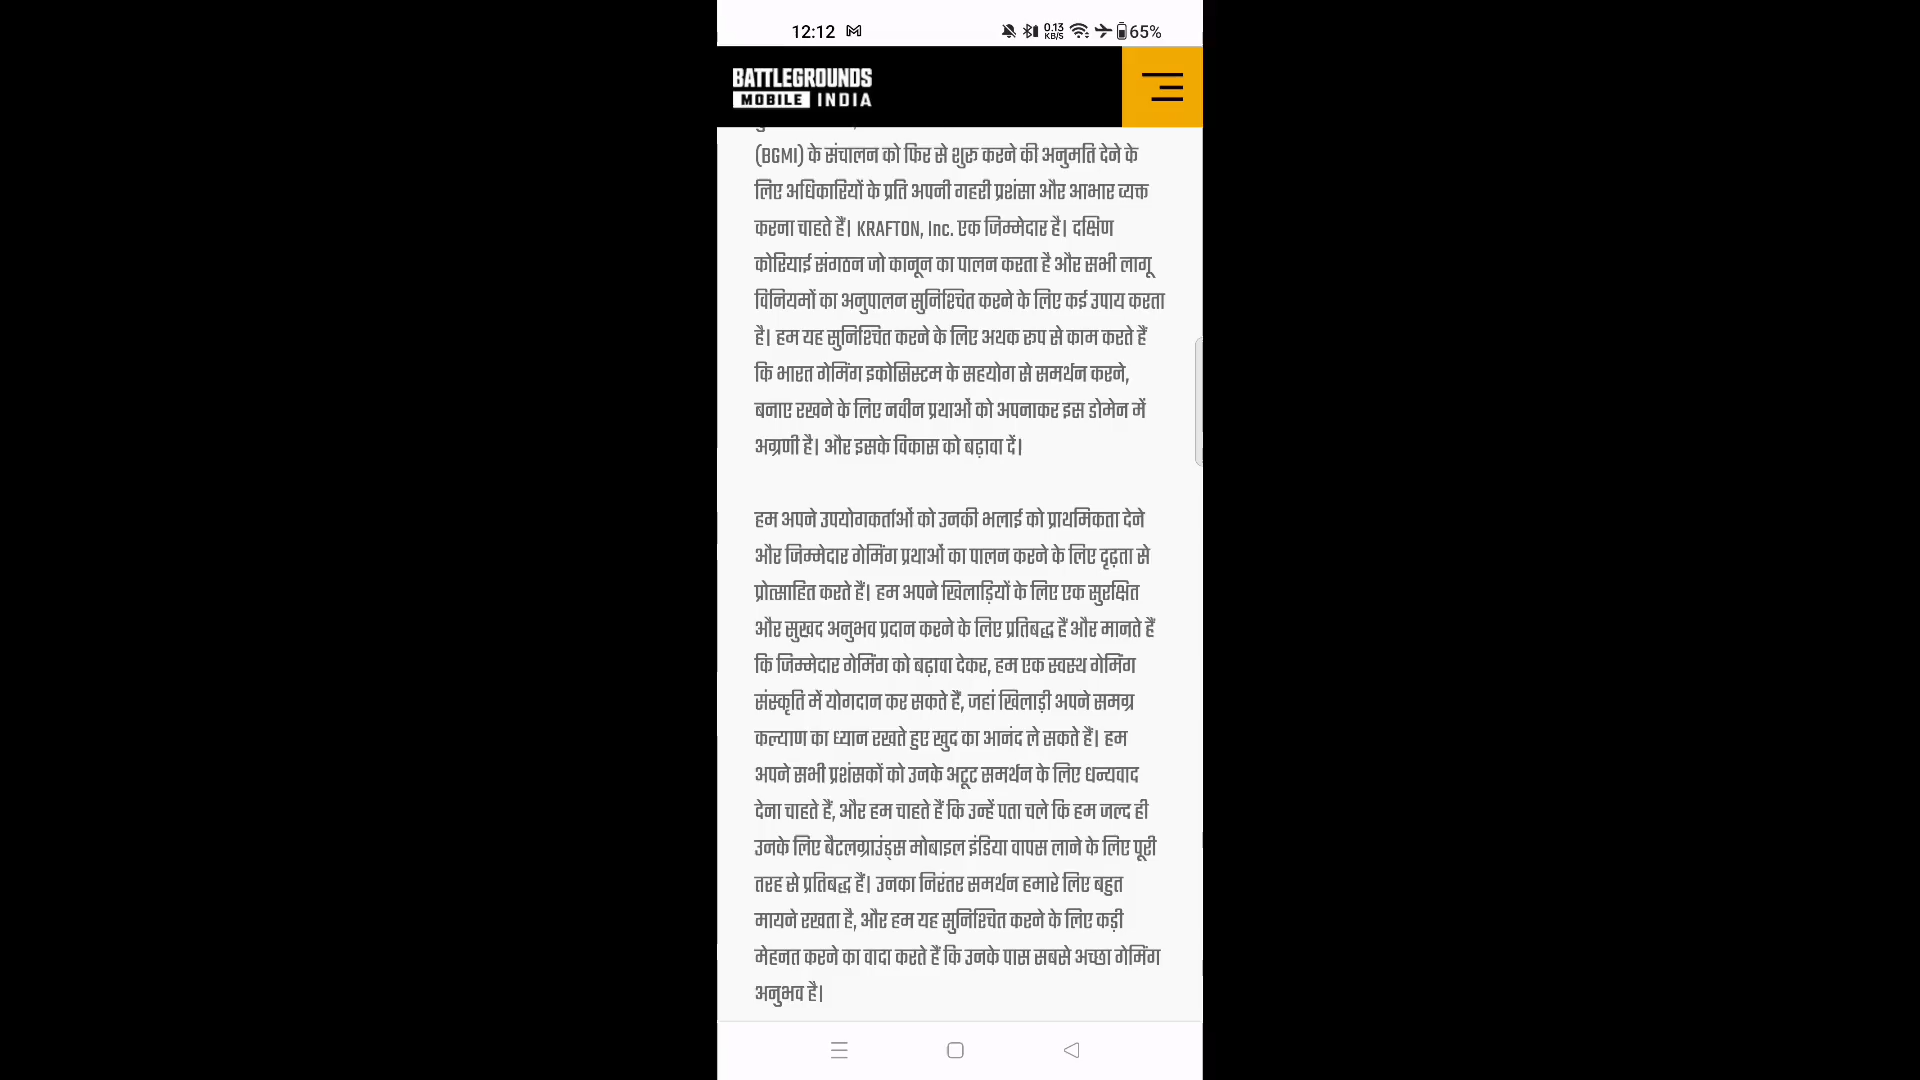 12:12
0.13
KB/S
65%
BATTLEGROUNDS
MOBILE INDIA
(BGMI) के संचालन को फिर से शुरू करने की अनुमति देने के
लिए अधिकारियों के प्रति अपनी गहरी प्रशंसा और आभार व्यक्त
करना चाहते हैं। KRAFTON, Inc. एक जिम्मेदार है। दक्षिण
कोरियाई संगठन जो कानून का पालन करता है और सभी लागू
विनियमों का अनुपालन सुनिश्चित करने के लिए कई उपाय करता
है। हम यह सुनिश्चित करने के लिए अथक रूप से काम करते हैं
कि भारत गेमिंग इकोसिस्टम के सहयोग से समर्थन करने,
बनाए रखने के लिए नवीन प्रथाओं को अपनाकर इस डोमेन में
अग्रणी है। और इसके विकास को बढ़ावा दें।
हम अपने उपयोगकर्ताओं को उनकी भलाई को प्राथमिकता देने
और जिम्मेदार गेमिंग प्रथाओं का पालन करने के लिए दृढ़ता से
प्रोत्साहित करते हैं। हम अपने खिलाड़ियों के लिए एक सुरक्षित
और सुखद अनुभव प्रदान करने के लिए प्रतिबद्ध हैं और मानते हैं
कि जिम्मेदार गेमिंग को बढ़ावा देकर, हम एक स्वस्थ गेमिंग
संस्कृति में योगदान कर सकते हैं, जहां खिलाड़ी अपने समग्र
कल्याण का ध्यान रखते हुए खुद का आनंद ले सकते हैं। हम
अपने सभी प्रशंसकों को उनके अटूट समर्थन के लिए धन्यवाद
देना चाहते हैं, और हम चाहते हैं कि उन्हें पता चले कि हम जल्द ही
उनके लिए बैटलग्राउंड्स मोबाइल इंडिया वापस लाने के लिए पूरी
तरह से प्रतिबद्ध हैं। उनका निरंतर समर्थन हमारे लिए बहुत
मायने रखता है, और हम यह सुनिश्चित करने के लिए कड़ी
मेहनत करने का वादा करते हैं कि उनके पास सबसे अच्छा गेमिंग
अनुभव है।